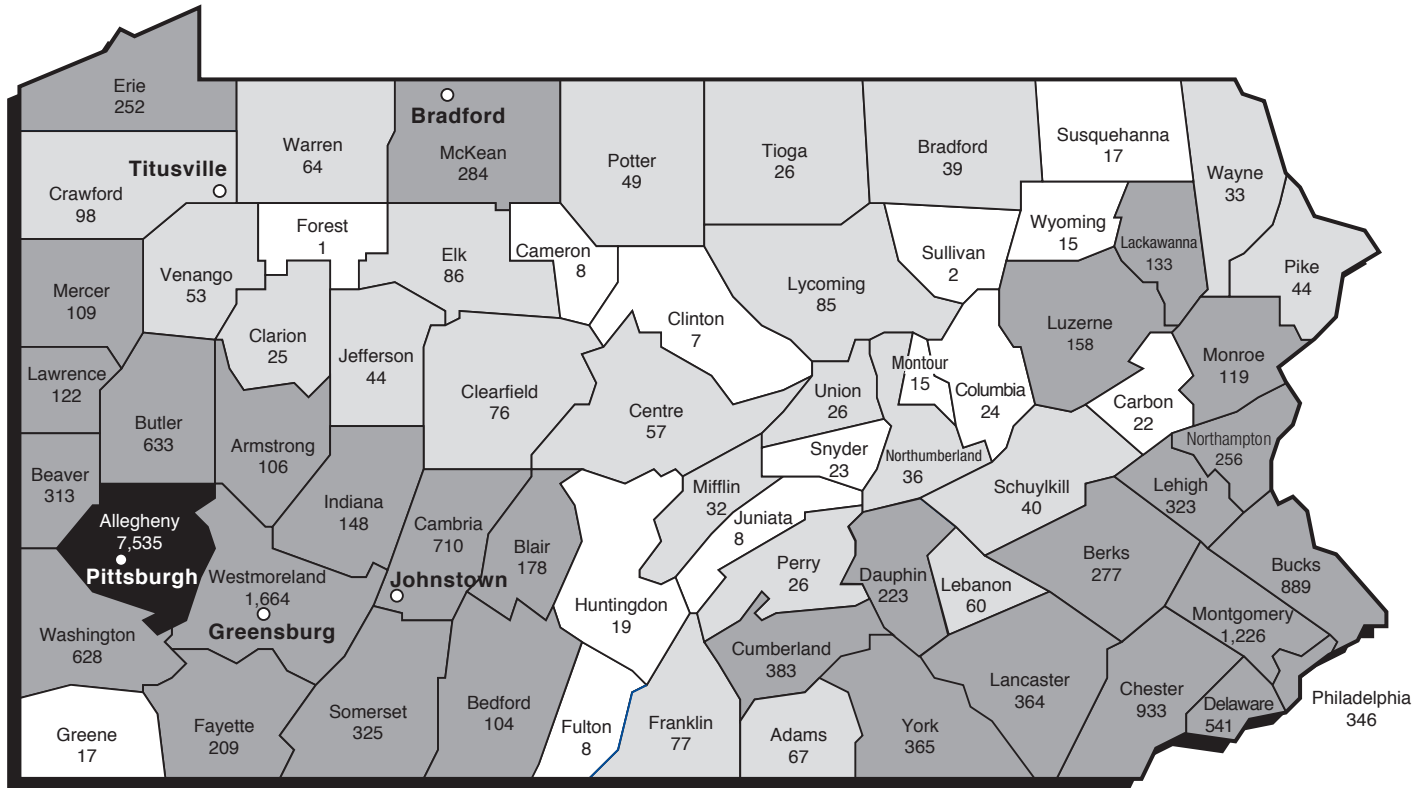 Erie
252
Bradford
McKean
284
Warren
64
Potter
49
Tioga
26
Bradford
39
Susquehanna
17
Wayne
33
Titusville
Crawford
98
Forest
1
Elk
86
Cameron
8
Sullivan
2
Wyoming
15
Lackawanna
133
Pike
44
Venango
53
Mercer
109
Lycoming
85
Clinton
7
Luzerne
158
Clarion
25
Jefferson
44
Monroe
119
Lawrence
122
Montour
15
Columbia
24
Clearfield
76
Centre
57
Union
26
Carbon
22
Butler
633
Armstrong
106
Snyder
23
Northumberland
36
Northampton
256
Beaver
313
Indiana
148
Mifflin
32
Schuylkill
40
Lehigh
323
Allegheny
7,535
Pittsburgh
Cambria
710
Johnstown
Blair
178
Juniata
8
Berks
277
Bucks
889
Westmoreland
1,664
Greensburg
Perry
26
Dauphin
223
Lebanon
60
Huntingdon
19
Montgomery
1,226
Washington
628
Cumberland
383
Lancaster
364
Chester
933
Delaware
541
Philadelphia
346
Greene
17
Fayette
209
Somerset
325
Bedford
104
Fulton
8
Franklin
77
Adams
67
York
365